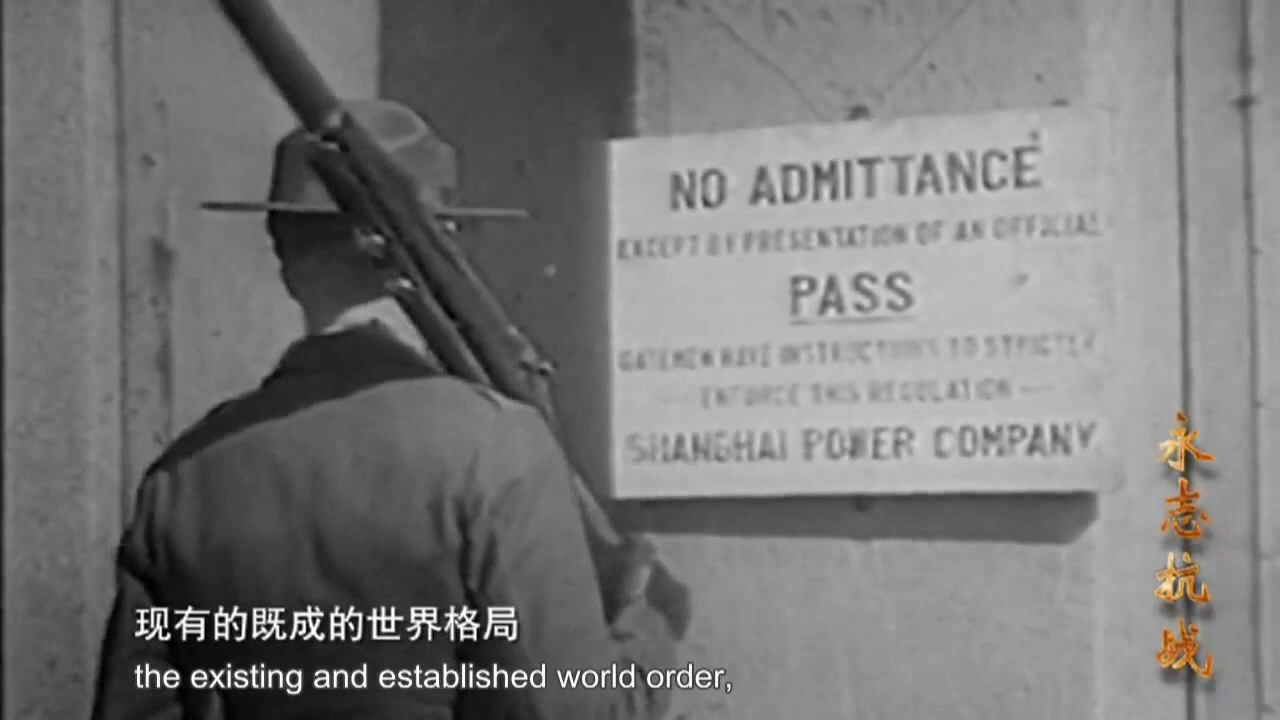 NO ADMITTANCE
EXCEPT BY PRESENTATION OF AN OFFICIAL
PASS
GATEMEN HAVE INSTRUCTIONS TO STRICTLY
ENFORCE THIS REGULATION
SHANGHAI POWER COMPANY.
永志抗战
现有的既成的世界格局
the existing and established world order,